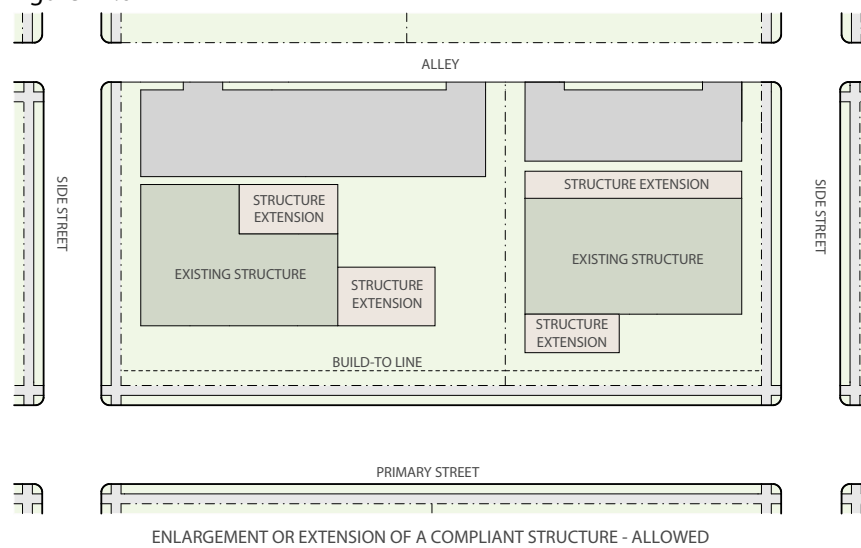 ALLEY
SIDE STREET
SIDE STREET
STRUCTURE
EXTENSION
STRUCTURE EXTENSION
EXISTING STRUCTURE
EXISTING STRUCTURE
STRUCTURE
EXTENSION
STRUCTURE
EXTENSION
BUILD-TO LINE
PRIMARY STREET
ENLARGEMENT OR EXTENSION OF A COMPLIANT STRUCTURE - ALLOWED